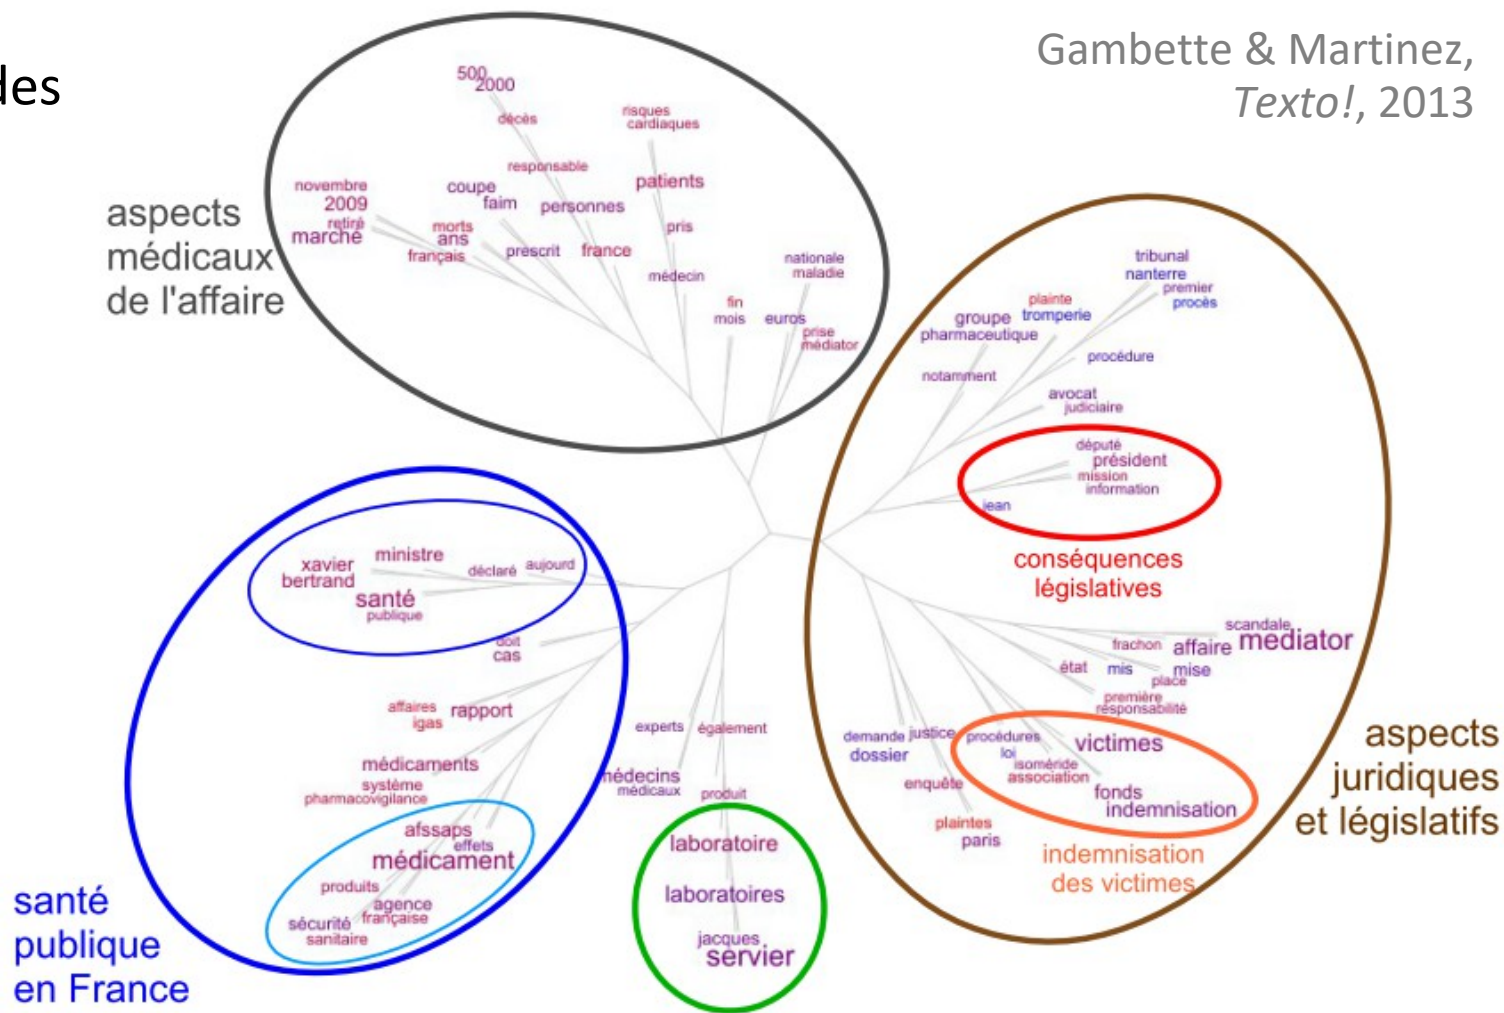 des
Gambette & Martinez,
Texto!, 2013
aspects
médicaux
de l'affaire
500
2000
décès
risques
cardiaques
responsable
patients
novembre
2009
retiré
marché
coupe
faim
personnes
morts
ans
français
prescrit
france
pris
médecin
nationale
maladie
fin
mois
euros
prise
médiator
tribunal
nanterre
premier
procès
plainte
tromperie
groupe
pharmaceutique
procédure
notamment
avocat
judiciaire
député
président
mission
information
jean
conséquences
législatives
scandale
mediator
frachon
affaire
état
mis
mise
place
première
responsabilité
demande
justice
dossier
procédures
victimes
loi
isoméride
association
enquête
fonds
indemnisation
plaintes
paris
indemnisation
des victimes
aspects
juridiques
et législatifs
xavier
bertrand
ministre
déclaré
aujourd
santé
publique
doit
cas
affaires
igas
rapport
médicaments
système
pharmacovigilance
afssaps
effets
médicament
produits
agence
française
sécurité
sanitaire
santé
publique
en France
experts
également
médecins
médicaux
produit
laboratoire
laboratoires
jacques
servier